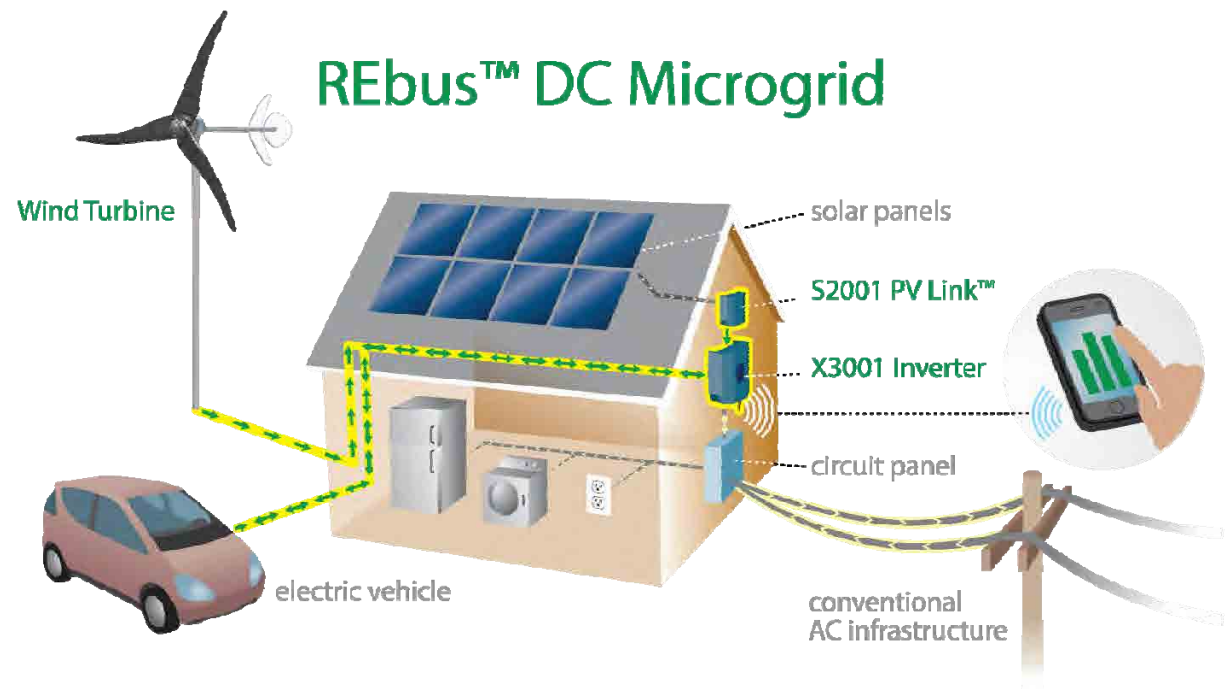 REbus™ DC Microgrid
Wind Turbine
solar panels
S2001 PV Link™
X3001 Inverter
circuit panel
electric vehicle
conventional
AC infrastructure